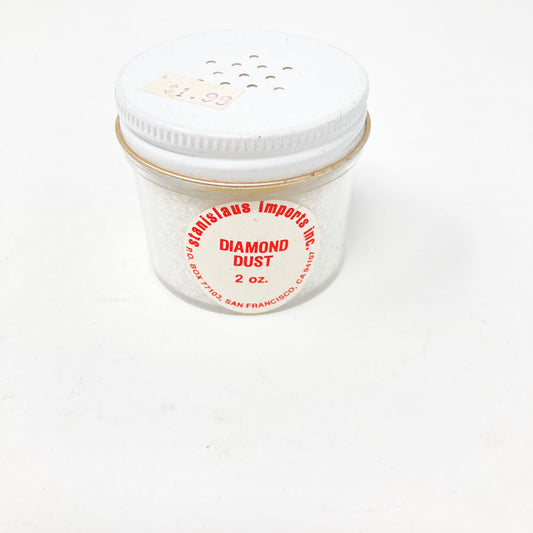 $1.99
stanislaus imports inc.
DIAMOND
DUST
2 oz.
P.O. BOX 77103, SAN FRANCISCO, CA 94107